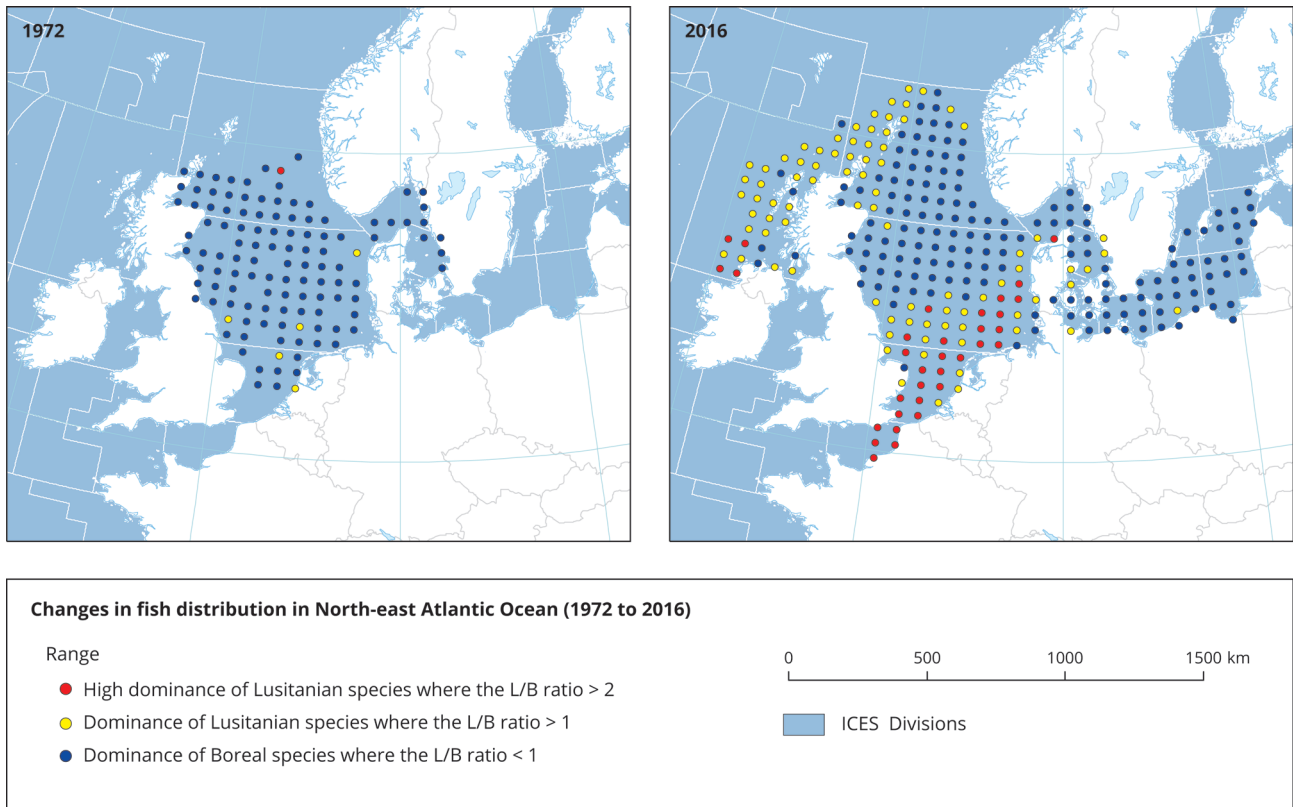 1972
2016
Changes in fish distribution in North-east Atlantic Ocean (1972 to 2016)
Range
High dominance of Lusitanian species where the L/B ratio > 2
Dominance of Lusitanian species where the L/B ratio > 1
Dominance of Boreal species where the L/B ratio < 1
0 500 1000 1500 km
ICES Divisions